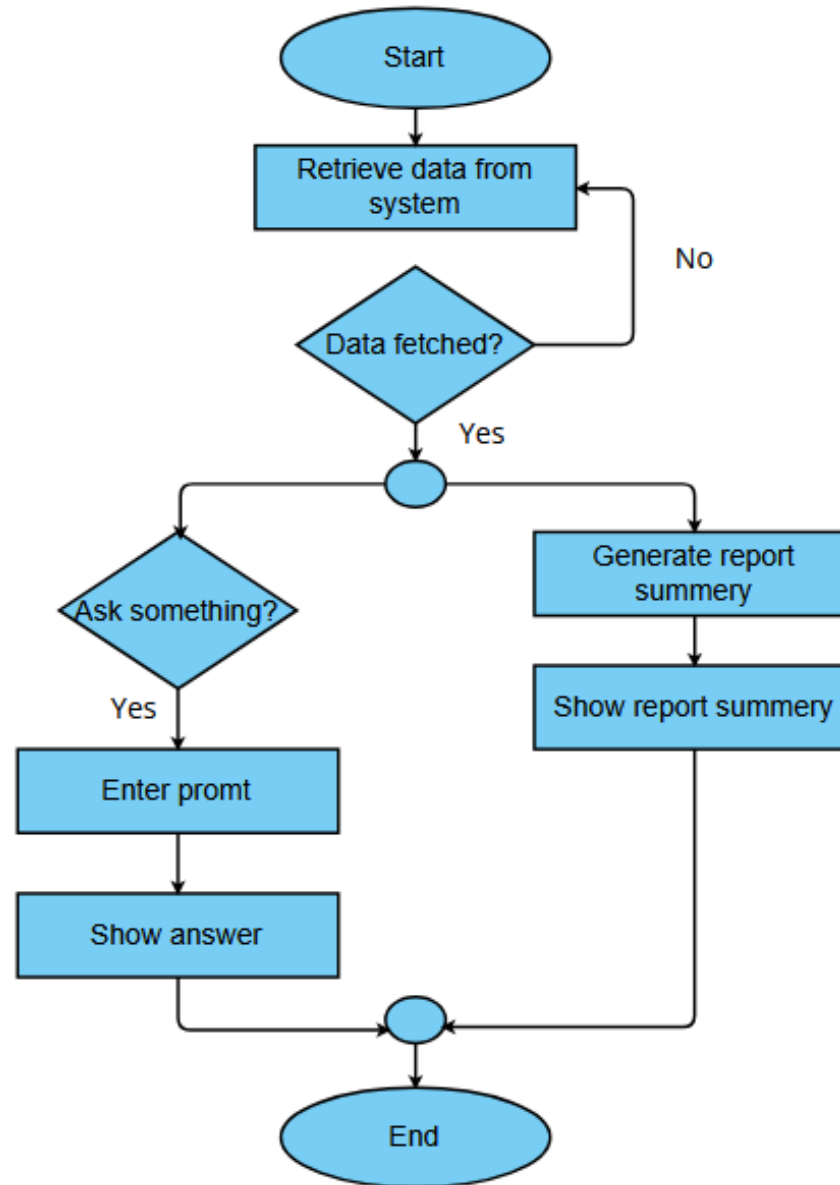 Start
Retrieve data from
system
No
Data fetched?
Yes
Ask something?
Generate report
summery
Yes
Show report summery
Enter promt
Show answer
End